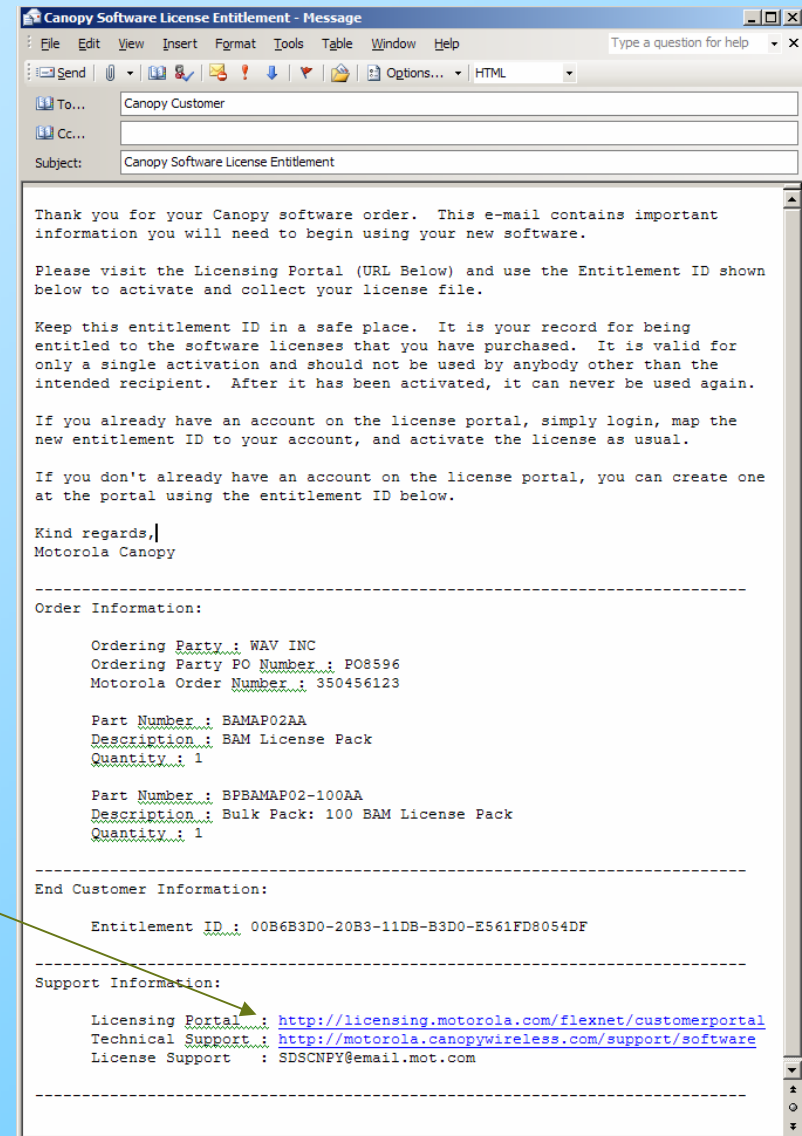 Canopy Software License Entitlement - Message
File Edit View Insert Format Tools Table Window Help Type a question for help
Send Options... HTML
To... Canopy Customer
Cc...
Subject: Canopy Software License Entitlement
Thank you for your Canopy software order. This e-mail contains important
information you will need to begin using your new software.
Please visit the Licensing Portal (URL Below) and use the Entitlement ID shown
below to activate and collect your license file.
Keep this entitlement ID in a safe place. It is your record for being
entitled to the software licenses that you have purchased. It is valid for
only a single activation and should not be used by anybody other than the
intended recipient. After it has been activated, it can never be used again.
If you already have an account on the license portal, simply login, map the
new entitlement ID to your account, and activate the license as usual.
If you don't already have an account on the license portal, you can create one
at the portal using the entitlement ID below.
Kind regards,
Motorola Canopy
--------------------------------------------------------------------------
Order Information:
Ordering Party : WAV INC
Ordering Party PO Number : PO8596
Motorola Order Number : 350456123
Part Number : BAMAP02AA
Description : BAM License Pack
Quantity : 1
Part Number : BPBAMAP02-100AA
Description : Bulk Pack: 100 BAM License Pack
Quantity : 1
--------------------------------------------------------------------------
End Customer Information:
Entitlement ID : 00B6B3D0-20B3-11DB-B3D0-E561FD8054DF
--------------------------------------------------------------------------
Support Information:
Licensing Portal : http://licensing.motorola.com/flexnet/customerportal
Technical Support : http://motorola.canopywireless.com/support/software
License Support : SDSCNPY@email.mot.com
--------------------------------------------------------------------------